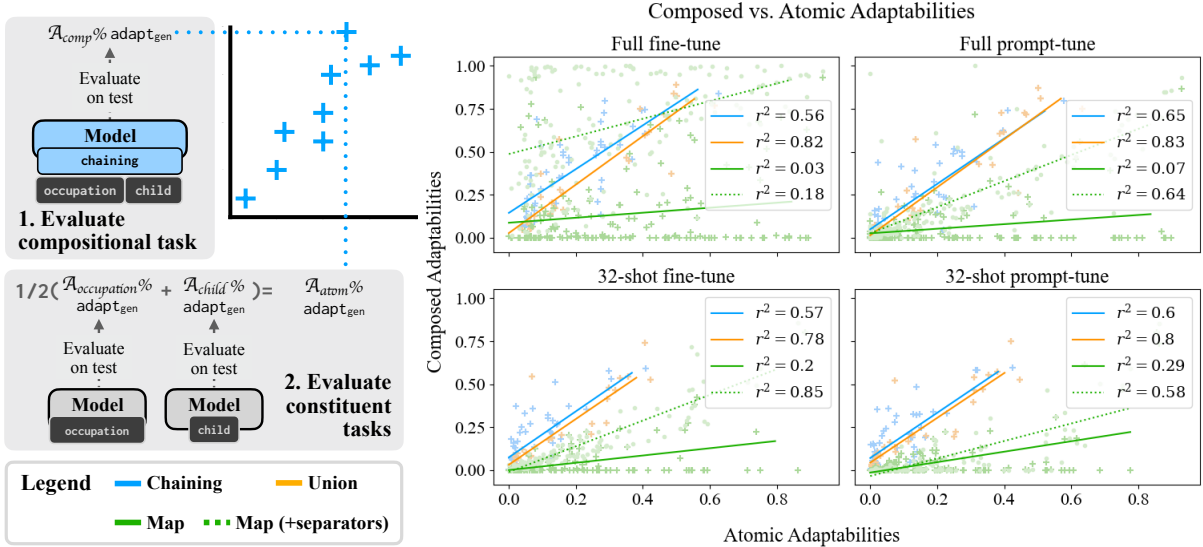 𝒜comp% adaptgen
Evaluate
on test
Model
chaining
occupation child
1. Evaluate
compositional task
1/2( 𝒜occupation% + 𝒜child% )= 𝒜atom%
adaptgen adaptgen adaptgen
Evaluate
on test
Evaluate
on test
Model
occupation
Model
child
2. Evaluate
constituent
tasks
Legend
Chaining
Union
Map
Map (+separators)
Composed vs. Atomic Adaptabilities
Full fine-tune
1.00
0.75
0.50
0.25
0.00
r² = 0.56
r² = 0.82
r² = 0.03
r² = 0.18
Full prompt-tune
r² = 0.65
r² = 0.83
r² = 0.07
r² = 0.64
Composed Adaptabilities
32-shot fine-tune
1.00
0.75
0.50
0.25
0.00
r² = 0.57
r² = 0.78
r² = 0.2
r² = 0.85
0.0 0.2 0.4 0.6 0.8
32-shot prompt-tune
r² = 0.6
r² = 0.8
r² = 0.29
r² = 0.58
0.0 0.2 0.4 0.6 0.8
Atomic Adaptabilities